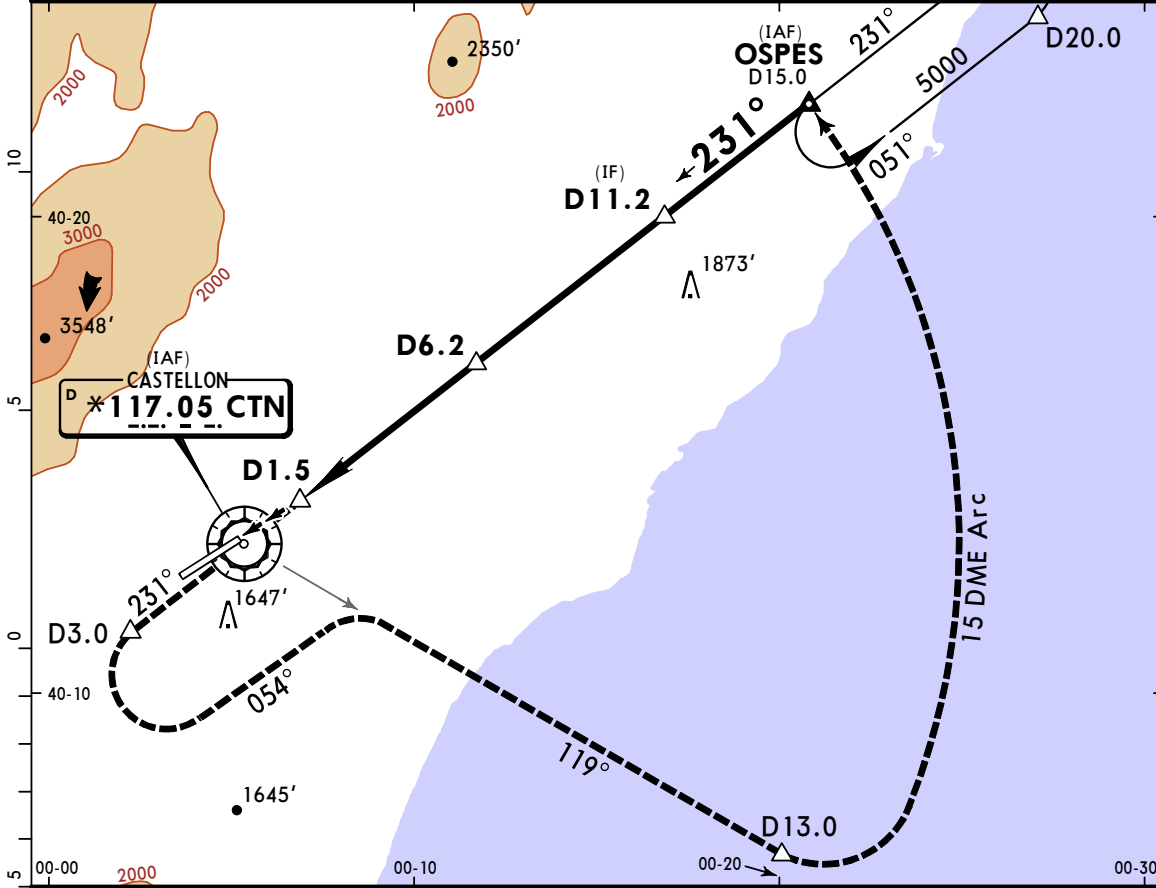 2350'
2000
2000
(IAF)
OSPES
D15.0
231°
5000
D20.0
231°
051°
10
(IF)
D11.2
40-20
3000
2000
1873'
3548'
D6.2
(IAF)
CASTELLON
D *117.05 CTN
5
D1.5
15 DME Arc
231°
1647'
D3.0
0
054°
40-10
119°
1645'
D13.0
2000
5
00-00
00-10
00-20
00-30